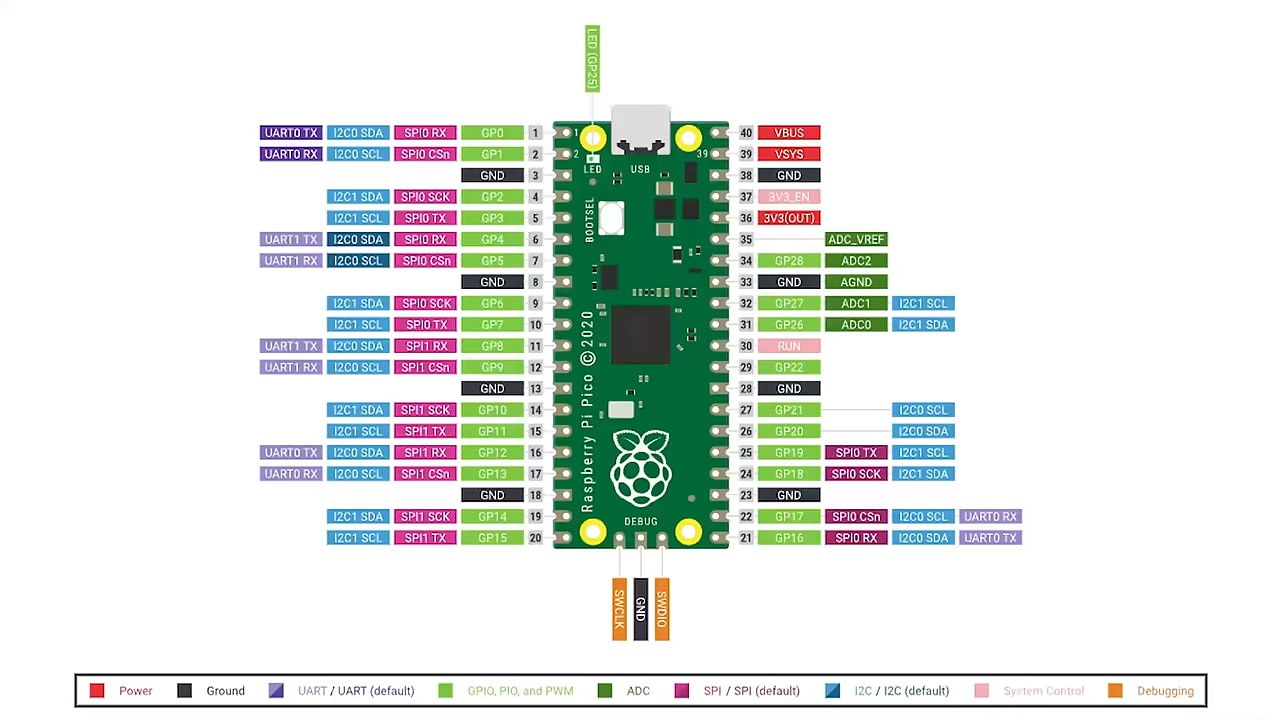 LED (GP25)
UART0 TX I2C0 SDA SPI0 RX GP0 1 1 40 VBUS
UART0 RX I2C0 SCL SPI0 CSn GP1 2 2 39 39 VSYS
LED USB
GND 3 38 GND
I2C1 SDA SPI0 SCK GP2 4 37 3V3_EN
I2C1 SCL SPI0 TX GP3 5 36 3V3(OUT)
BOOTSEL
UART1 TX I2C0 SDA SPI0 RX GP4 6 35 ADC_VREF
UART1 RX I2C0 SCL SPI0 CSn GP5 7 34 GP28 ADC2
GND 8 33 GND AGND
I2C1 SDA SPI0 SCK GP6 9 32 GP27 ADC1 I2C1 SCL
I2C1 SCL SPI0 TX GP7 10 31 GP26 ADC0 I2C1 SDA
UART1 TX I2C0 SDA SPI1 RX GP8 11 30 RUN
UART1 RX I2C0 SCL SPI1 CSn GP9 12 29 GP22
GND 13 28 GND
Raspberry Pi Pico © 2020
I2C1 SDA SPI1 SCK GP10 14 27 GP21 I2C0 SCL
I2C1 SCL SPI1 TX GP11 15 26 GP20 I2C0 SDA
UART0 TX I2C0 SDA SPI1 RX GP12 16 25 GP19 SPI0 TX I2C1 SCL
UART0 RX I2C0 SCL SPI1 CSn GP13 17 24 GP18 SPI0 SCK I2C1 SDA
GND 18 23 GND
I2C1 SDA SPI1 SCK GP14 19 22 GP17 SPI0 CSn I2C0 SCL UART0 RX
DEBUG
I2C1 SCL SPI1 TX GP15 20 21 GP16 SPI0 RX I2C0 SDA UART0 TX
SWCLK
GND
SWDIO
Power Ground UART / UART (default) GPIO, PIO, and PWM ADC SPI / SPI (default) I2C / I2C (default) System Control Debugging